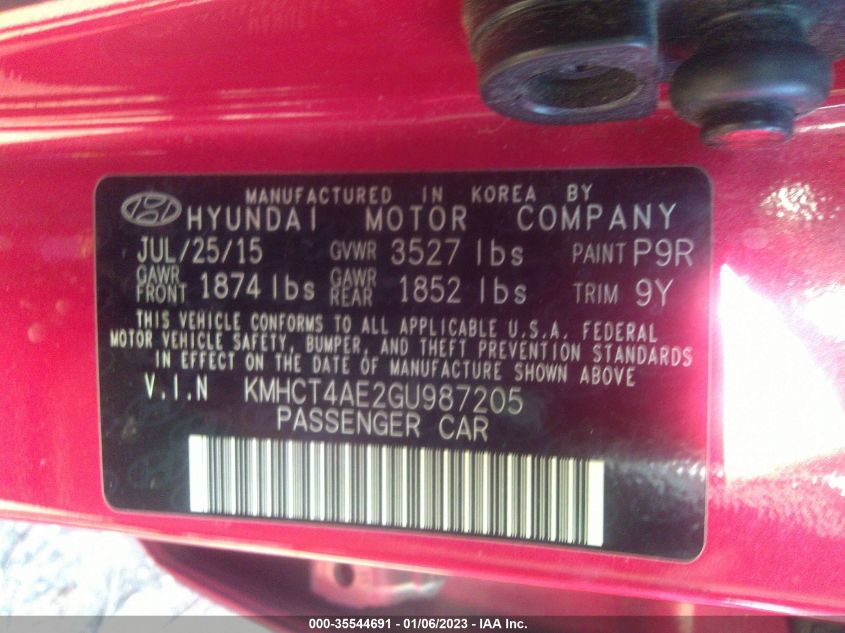 MANUFACTURED IN KOREA BY
HYUNDAI MOTOR COMPANY
JUL/25/15 GVWR 3527 lbs PAINT P9R
GAWR FRONT 1874 lbs GAWR REAR 1852 lbs TRIM 9Y
THIS VEHICLE CONFORMS TO ALL APPLICABLE U.S.A. FEDERAL
MOTOR VEHICLE SAFETY, BUMPER, AND THEFT PREVENTION STANDARDS
IN EFFECT ON THE DATE OF MANUFACTURE SHOWN ABOVE
V.I.N KMHCT4AE2GU987205
PASSENGER CAR
000-35544691 - 01/06/2023 - IAA Inc.